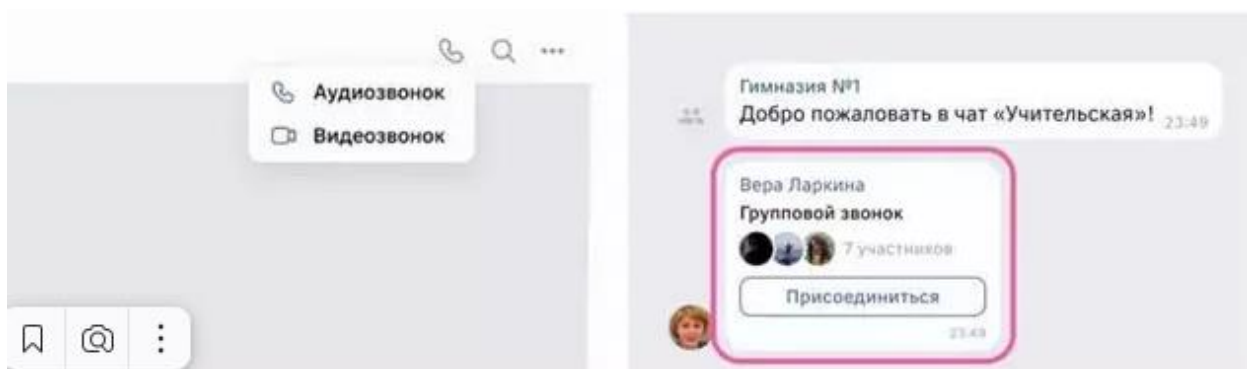 Аудиозвонок
Видеозвонок
Гимназия №1
Добро пожаловать в чат «Учительская»! 23:49
Вера Ларкина
Групповой звонок
7 участников
Присоединиться
23:49